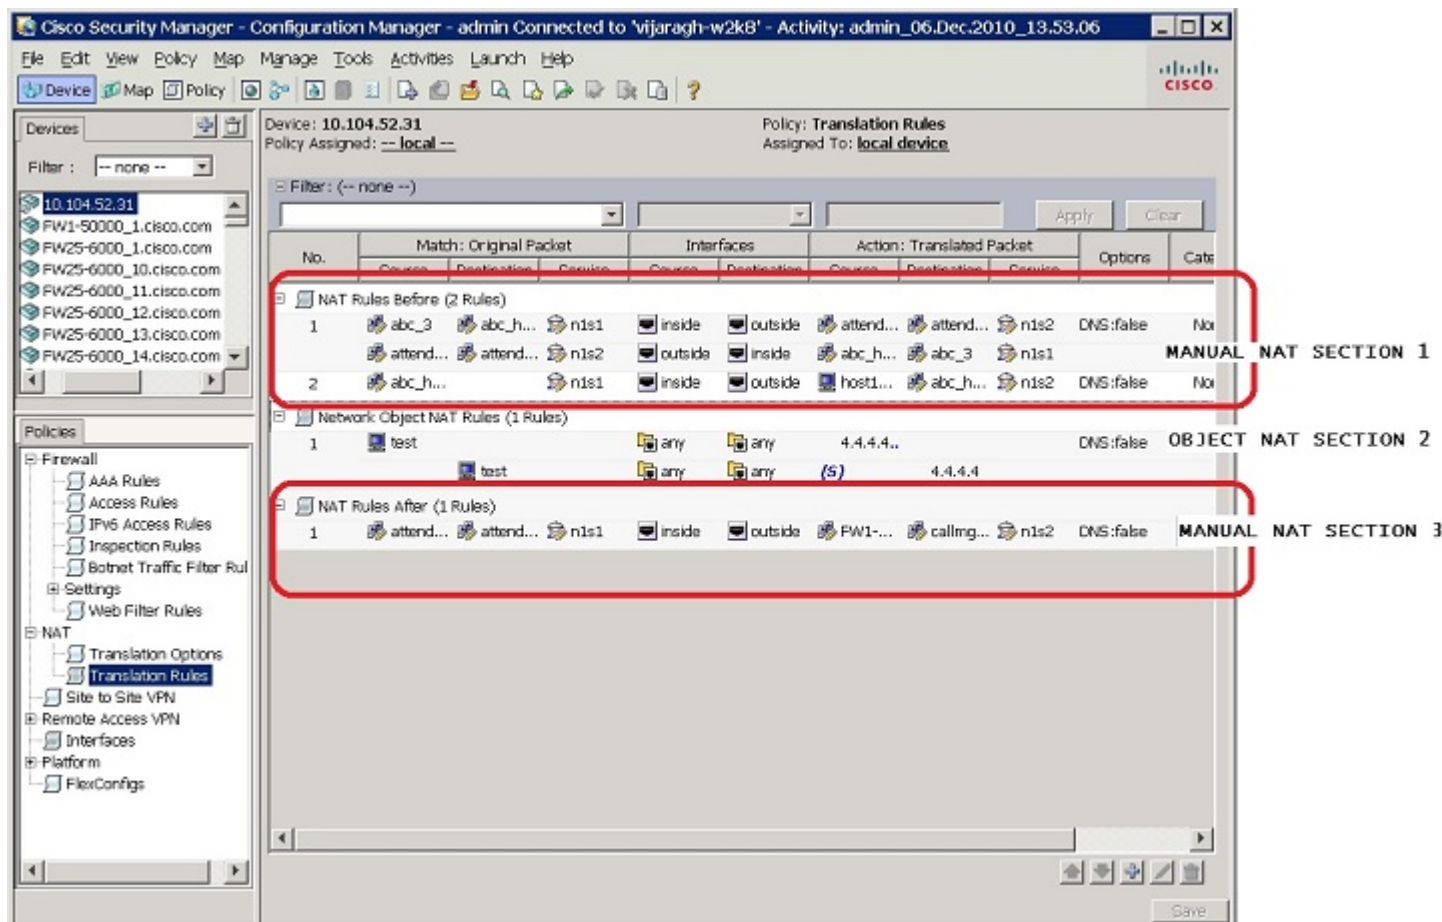 Cisco Security Manager - Configuration Manager - admin Connected to 'vijaragh-w2k8' - Activity: admin_06.Dec.2010_13.53.06
File Edit View Policy Map Manage Tools Activities Launch Help
Device Map Policy
CISCO
Devices
Filter : -- none --
10.104.52.31
FW1-50000_1.cisco.com
FW25-6000_1.cisco.com
FW25-6000_10.cisco.com
FW25-6000_11.cisco.com
FW25-6000_12.cisco.com
FW25-6000_13.cisco.com
FW25-6000_14.cisco.com
Policies
Firewall
AAA Rules
Access Rules
IPv6 Access Rules
Inspection Rules
Botnet Traffic Filter Rul
Settings
Web Filter Rules
NAT
Translation Options
Translation Rules
Site to Site VPN
Remote Access VPN
Interfaces
Platform
FlexConfigs
Device: 10.104.52.31 Policy: Translation Rules
Policy Assigned: -- local -- Assigned To: local device
Filter: (-- none --)
Apply Clear
No. Match: Original Packet Interfaces Action: Translated Packet Options Cate
Source Destination Service Source Destination Source Destination Service
NAT Rules Before (2 Rules)
1 abc_3 abc_h... n1s1 inside outside attend... attend... n1s2 DNS:false Nor
attend... attend... n1s2 outside inside abc_h... abc_3 n1s1
MANUAL NAT SECTION 1
2 abc_h... n1s1 inside outside host1... abc_h... n1s2 DNS:false Nor
Network Object NAT Rules (1 Rules)
1 test any any 4.4.4.4.. DNS:false
OBJECT NAT SECTION 2
test any any (S) 4.4.4.4
NAT Rules After (1 Rules)
1 attend... attend... n1s1 inside outside FW1-... callmg... n1s2 DNS:false
MANUAL NAT SECTION 3
Save